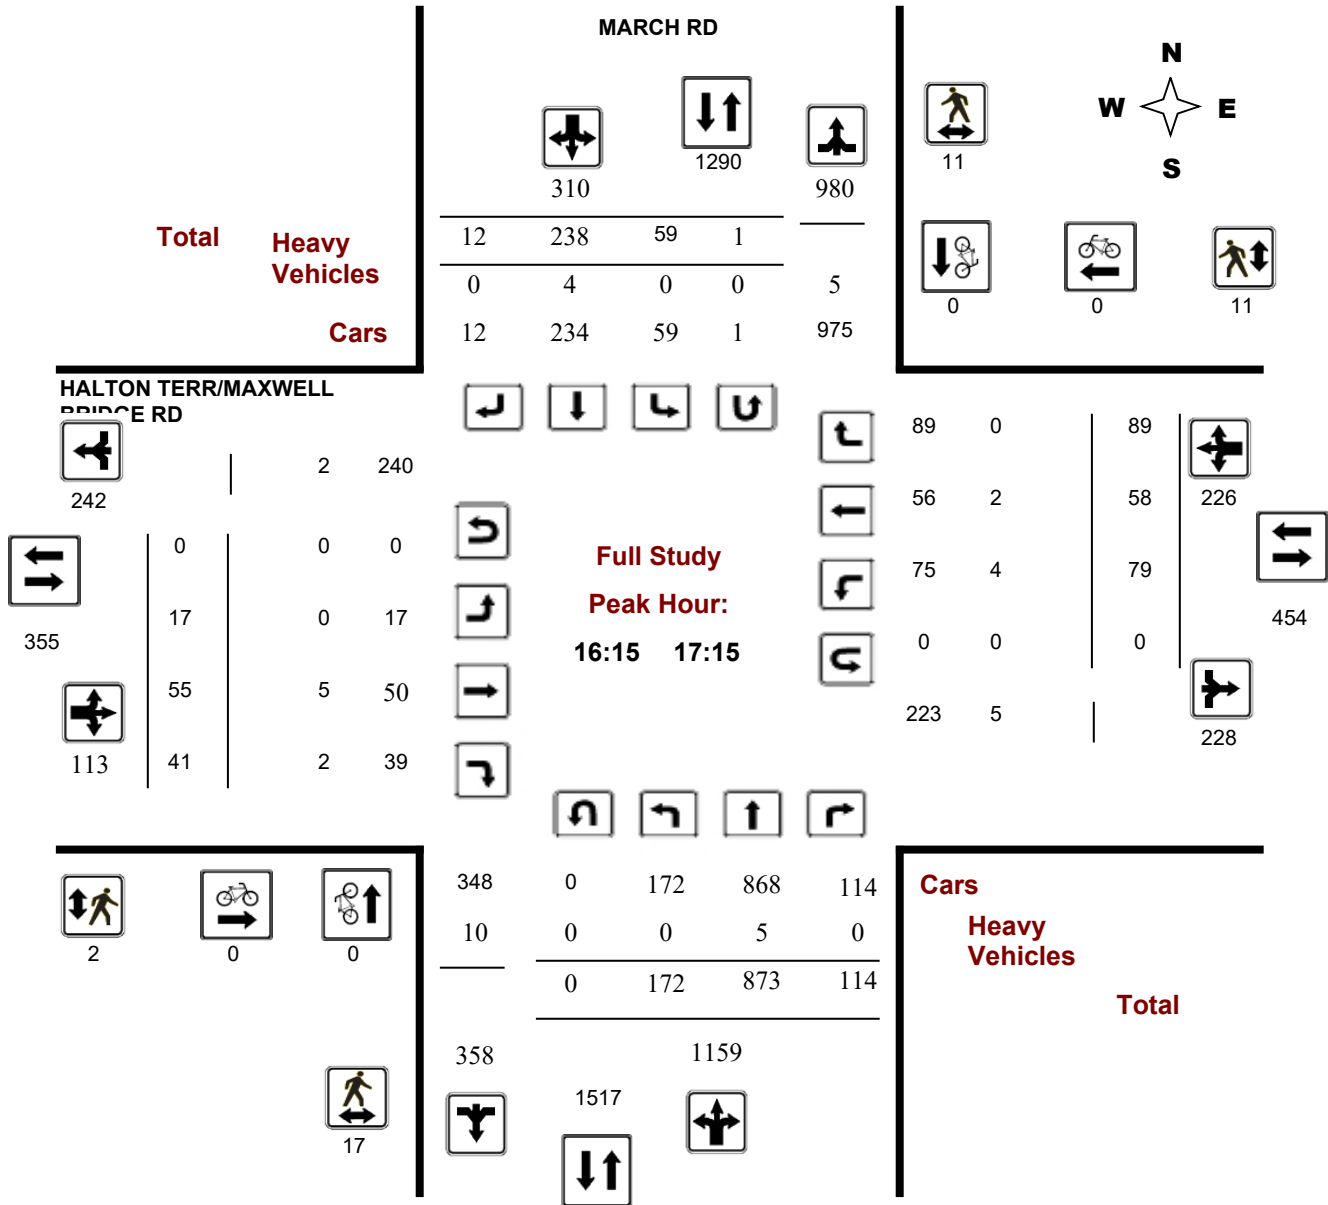 MARCH RD
N
W E
S
11
1290
310 980
Total Heavy Vehicles
12 238 59 1
0 4 0 0 5
Cars 12 234 59 1 975
0 0 11
HALTON TERR/MAXWELL
BRIDGE RD
89 0 89
2 240
242
56 2 58 226
0 0 0
Full Study
75 4 79
17 0 17
Peak Hour:
454
355
16:15 17:15
0 0 0
55 5 50
223 5
228
113 41 2 39
348 0 172 868 114 Cars
10 0 0 5 0 Heavy Vehicles
2 0 0
0 172 873 114
Total
358 1159
1517
17